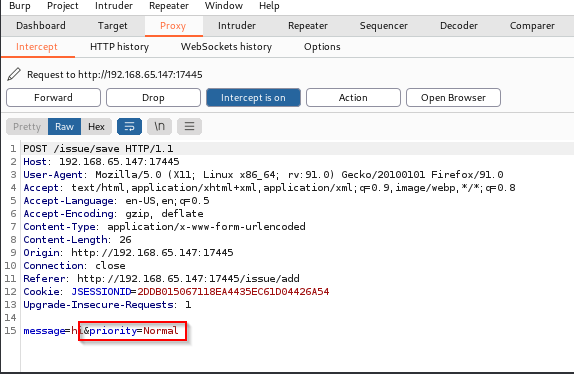 Burp Project Intruder Repeater Window Help
Dashboard Target Proxy Intruder Repeater Sequencer Decoder Comparer
Intercept HTTP history WebSockets history Options
Request to http://192.168.65.147:17445
Forward Drop Intercept is on Action Open Browser
Pretty Raw Hex \n
1 POST /issue/save HTTP/1.1
2 Host: 192.168.65.147:17445
3 User-Agent: Mozilla/5.0 (X11; Linux x86_64; rv:91.0) Gecko/20100101 Firefox/91.0
4 Accept: text/html,application/xhtml+xml,application/xml;q=0.9,image/webp,*/*;q=0.8
5 Accept-Language: en-US,en;q=0.5
6 Accept-Encoding: gzip, deflate
7 Content-Type: application/x-www-form-urlencoded
8 Content-Length: 26
9 Origin: http://192.168.65.147:17445
10 Connection: close
11 Referer: http://192.168.65.147:17445/issue/add
12 Cookie: JSESSIONID=2DDB015067118EA4435EC61D04426A54
13 Upgrade-Insecure-Requests: 1
14
15 message=hi&priority=Normal